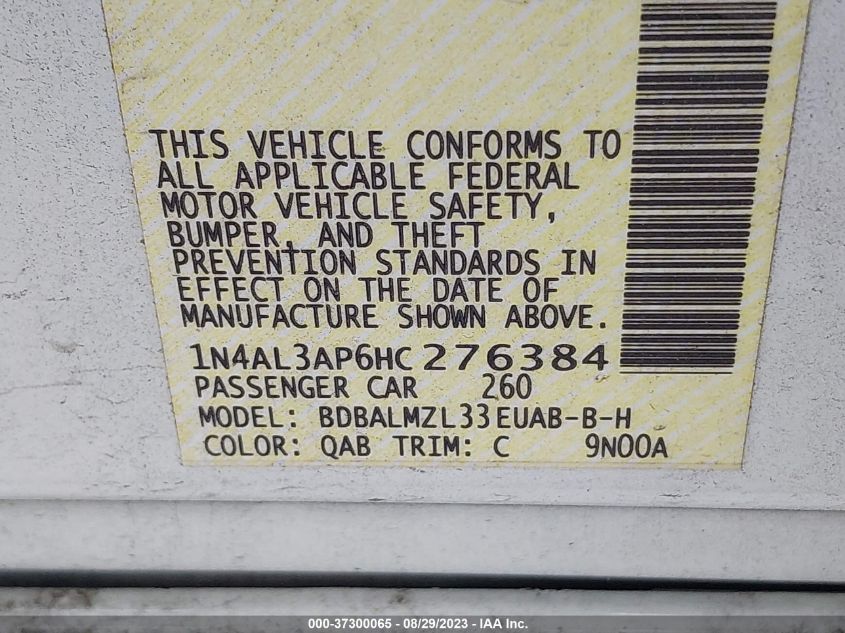 THIS VEHICLE CONFORMS TO
ALL APPLICABLE FEDERAL
MOTOR VEHICLE SAFETY,
BUMPER, AND THEFT
PREVENTION STANDARDS IN
EFFECT ON THE DATE OF
MANUFACTURE SHOWN ABOVE.
1N4AL3AP6HC276384
PASSENGER CAR 260
MODEL: BDBALMZL33EUAB-B-H
COLOR: QAB TRIM: C 9N00A
000-37300065 - 08/29/2023 - IAA Inc.